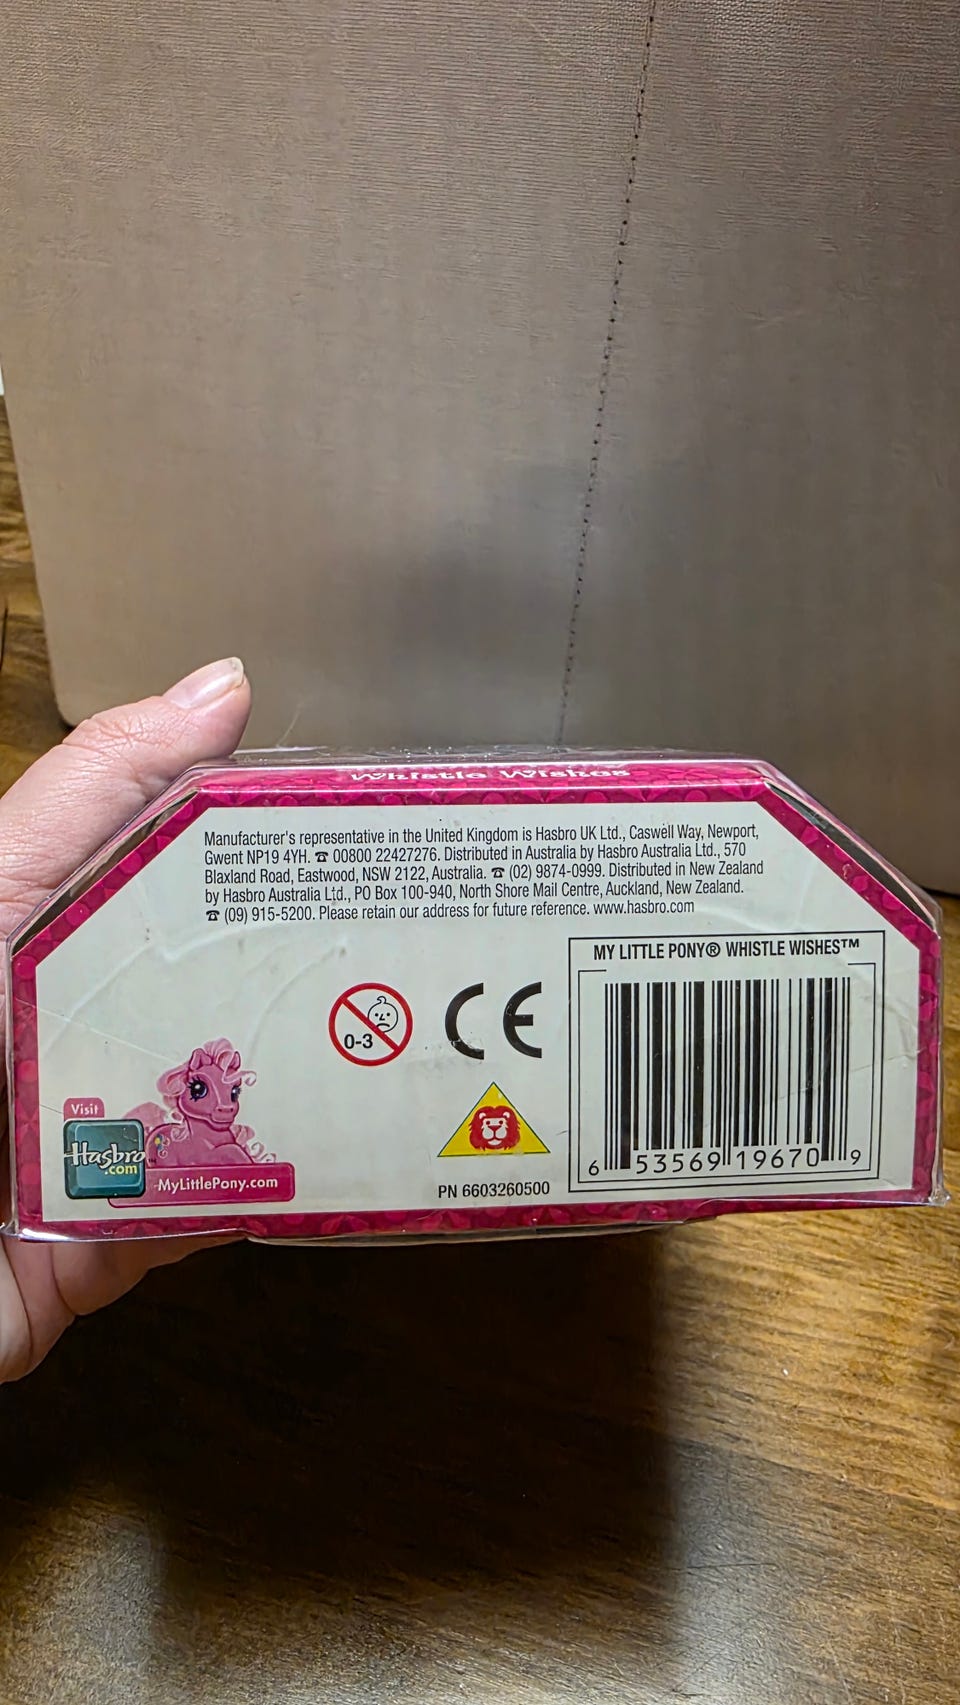 Whistle Wishes
Manufacturer's representative in the United Kingdom is Hasbro UK Ltd., Caswell Way, Newport,
Gwent NP19 4YH. ☎ 00800 22427276. Distributed in Australia by Hasbro Australia Ltd., 570
Blaxland Road, Eastwood, NSW 2122, Australia. ☎ (02) 9874-0999. Distributed in New Zealand
by Hasbro Australia Ltd., PO Box 100-940, North Shore Mail Centre, Auckland, New Zealand.
☎ (09) 915-5200. Please retain our address for future reference. www.hasbro.com
MY LITTLE PONY® WHISTLE WISHES™
0-3
CE
Visit
Hasbro
.com
MyLittlePony.com
PN 6603260500
6 53569 19670 9